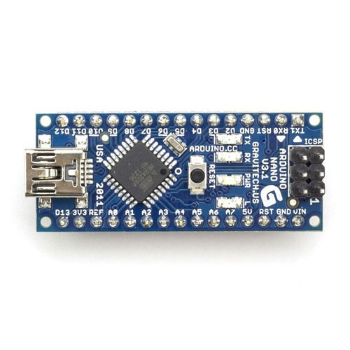 D12 D11 D10 D9 D8 D7 D6 D5 D4 D3 D2 GND RST RX0 TX1
TX RX PWR L
ARDUINO.CC
RESET
USA
2011
GRAVITECH.US
ARDUINO
NANO
V3.1
G
ICSP
1
D13 3V3 REF A0 A1 A2 A3 A4 A5 A6 A7 5V RST GND VIN